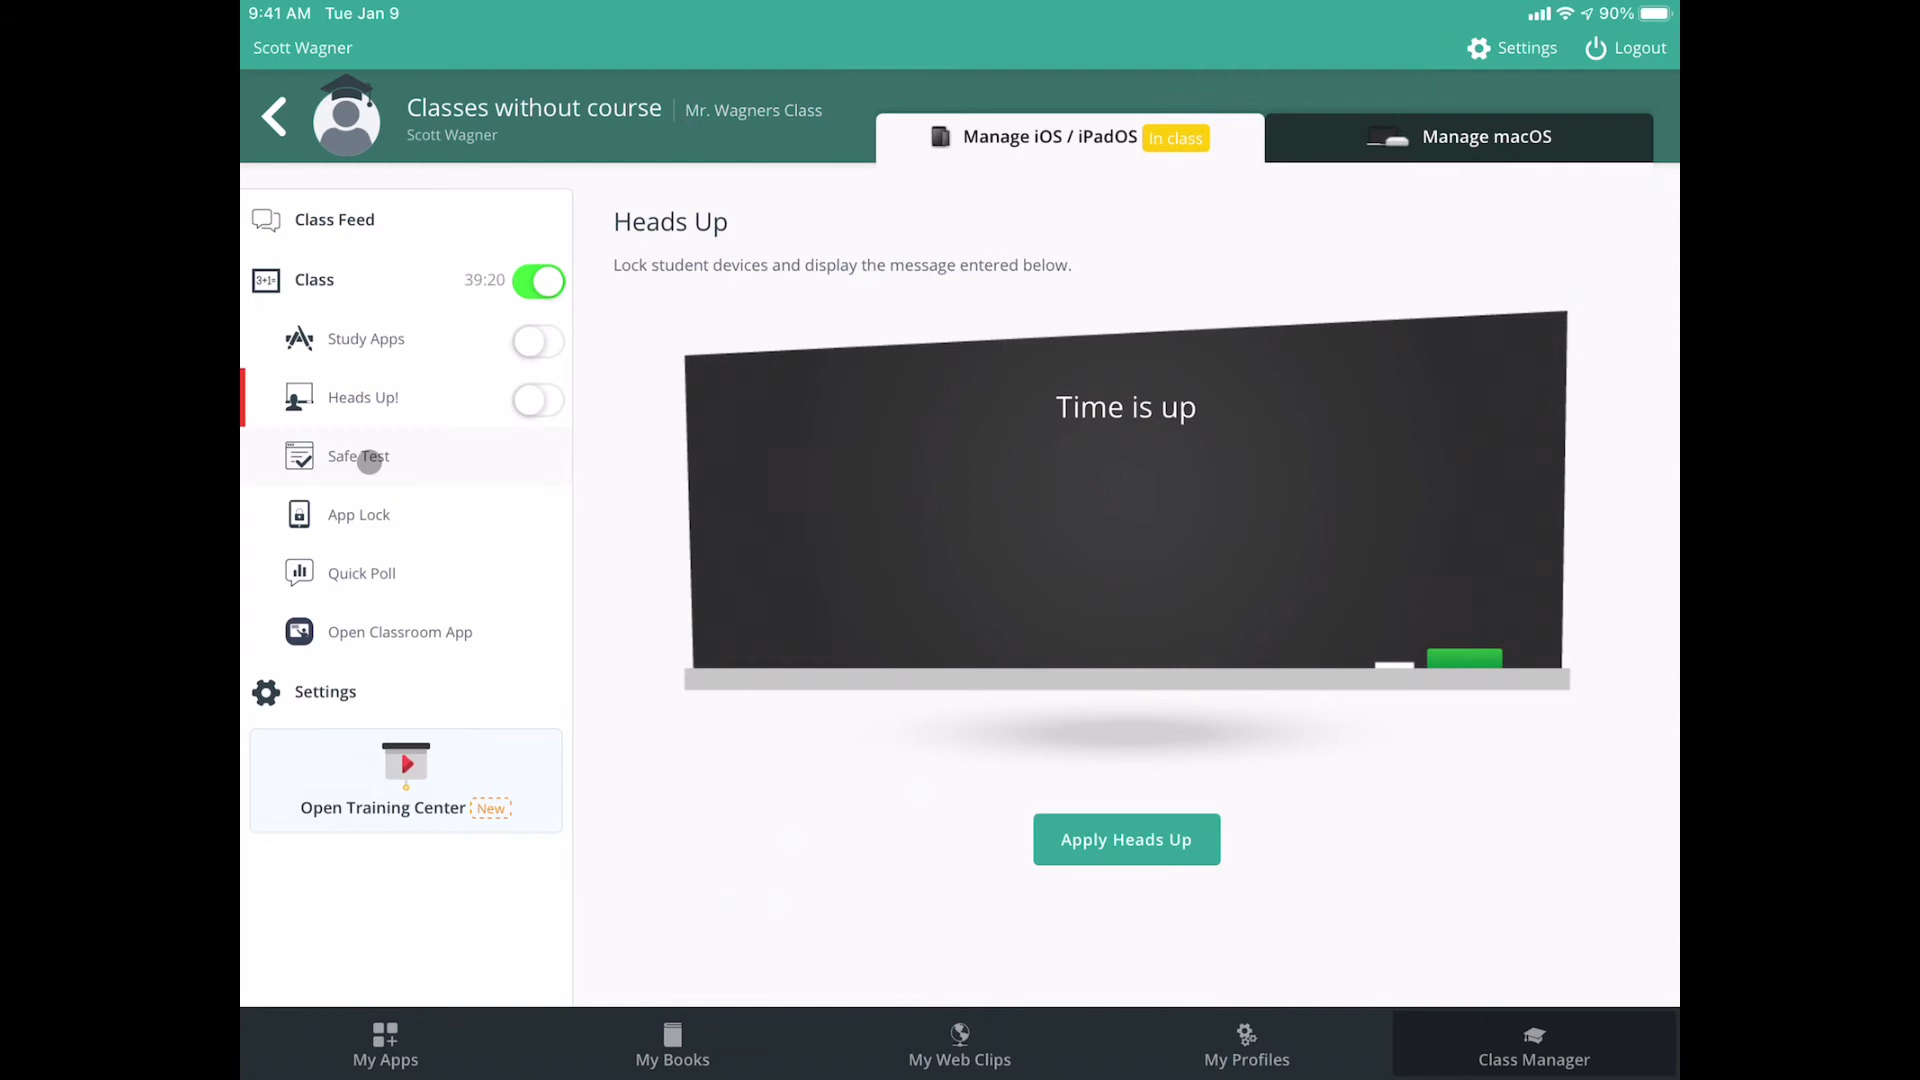 9:41 AM Tue Jan 9
90%
Scott Wagner
Settings
Logout
Classes without course
Mr. Wagners Class
Scott Wagner
Manage iOS / iPadOS In class
Manage macOS
Class Feed
3+1=
Class
39:20
Study Apps
Heads Up!
Safe Test
App Lock
Quick Poll
Open Classroom App
Settings
Open Training Center New
Heads Up
Lock student devices and display the message entered below.
Time is up
Apply Heads Up
My Apps
My Books
My Web Clips
My Profiles
Class Manager